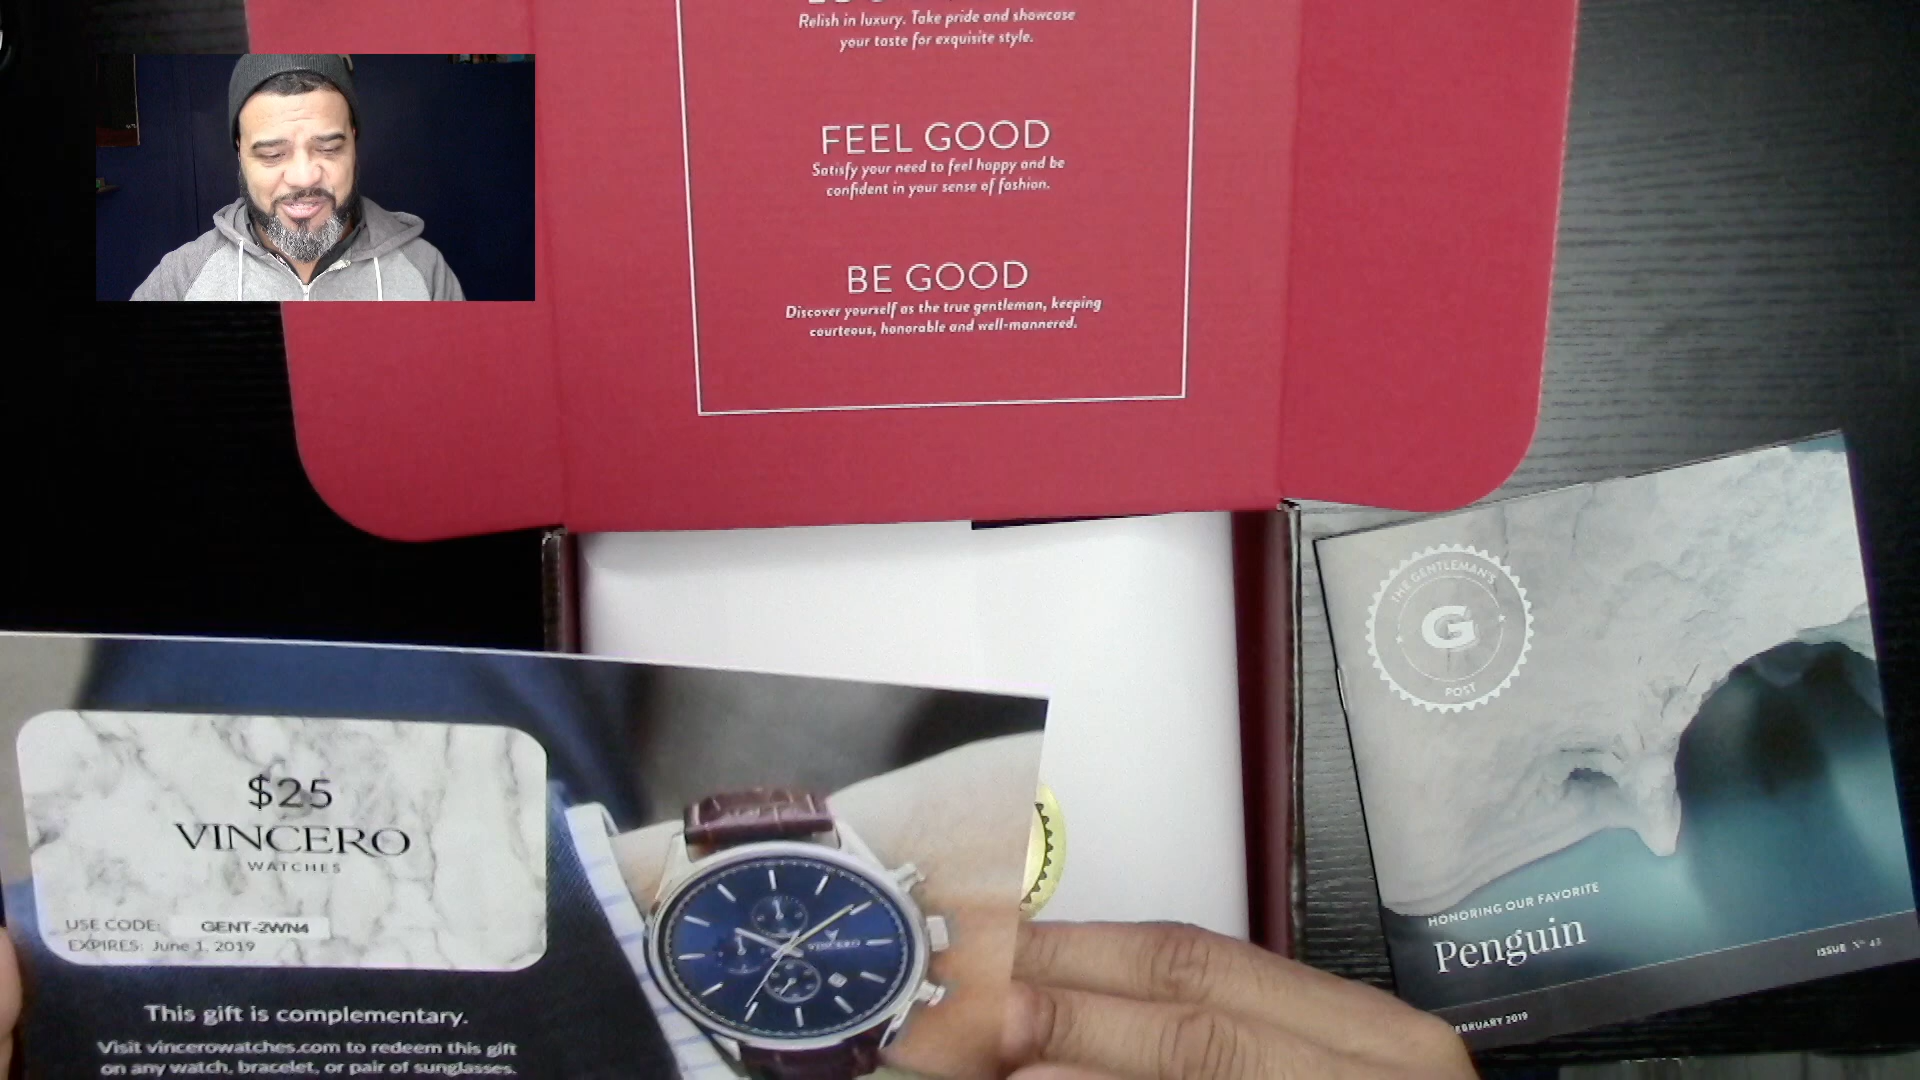 Relish in luxury. Take pride and showcase
your taste for exquisite style.
FEEL GOOD
Satisfy your need to feel happy and be
confident in your sense of fashion.
BE GOOD
Discover yourself as the true gentleman, keeping
courteous, honorable and well-mannered.
$25
VINCERO
WATCHES
USE CODE: GENT-2WN4
EXPIRES: June 1, 2019
This gift is complementary.
Visit vincerowatches.com to redeem this gift
on any watch, bracelet, or pair of sunglasses.
VINCERO
THE GENTLEMAN'S
G
POST
HONORING OUR FAVORITE
Penguin
ISSUE Nº 43
FEBRUARY 2019